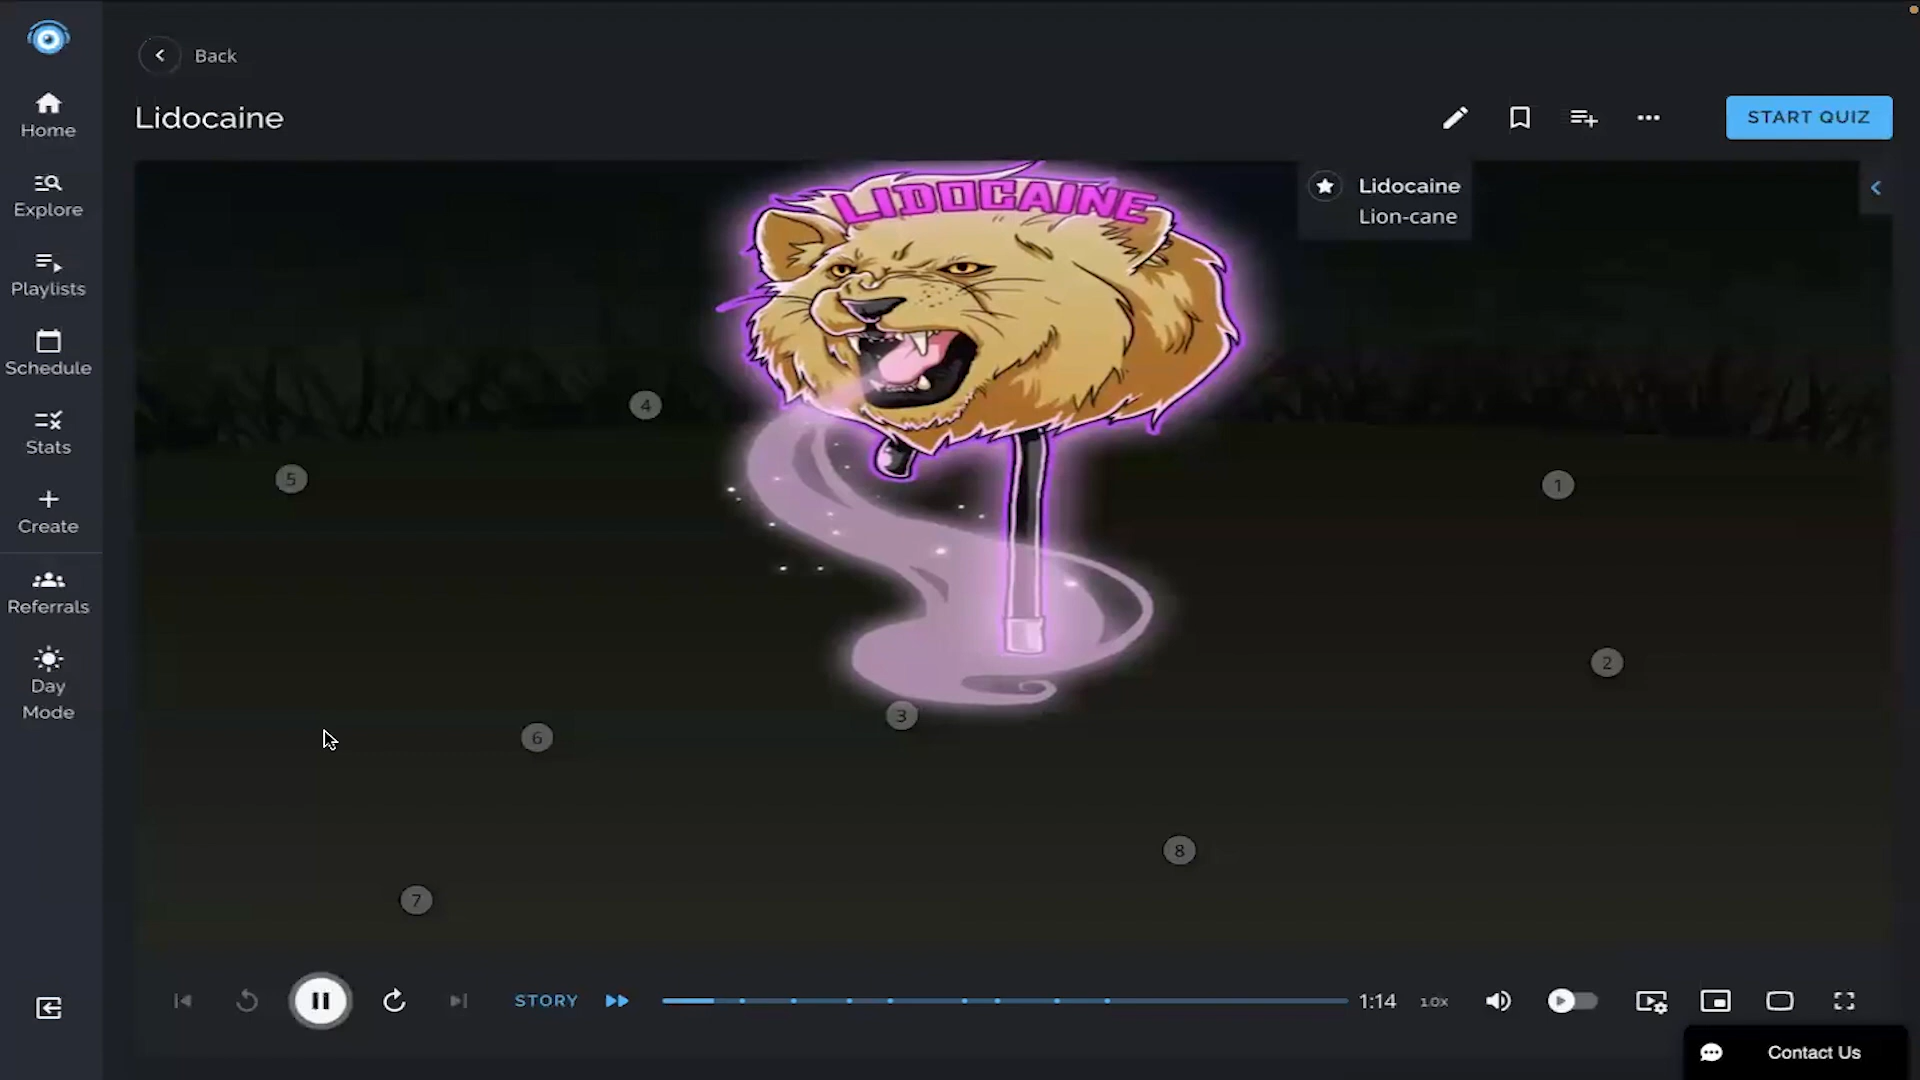 Back
Lidocaine
START QUIZ
Home
Explore
Playlists
Schedule
Stats
Create
Referrals
Day
Mode
LIDOCAINE
Lidocaine
Lion-cane
4
5
1
2
3
6
8
7
STORY
1:14
1.0x
Contact Us